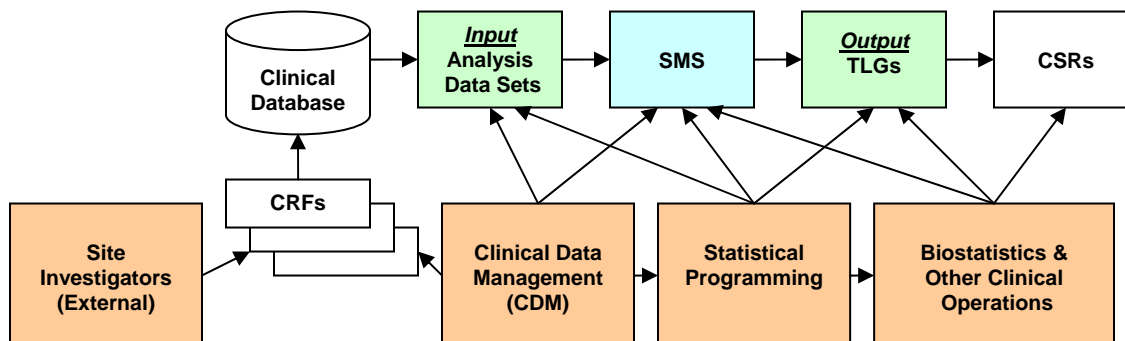 Clinical
Database
Input
Analysis
Data Sets
SMS
Output
TLGs
CSRs
CRFs
Site
Investigators
(External)
Clinical Data
Management
(CDM)
Statistical
Programming
Biostatistics &
Other Clinical
Operations